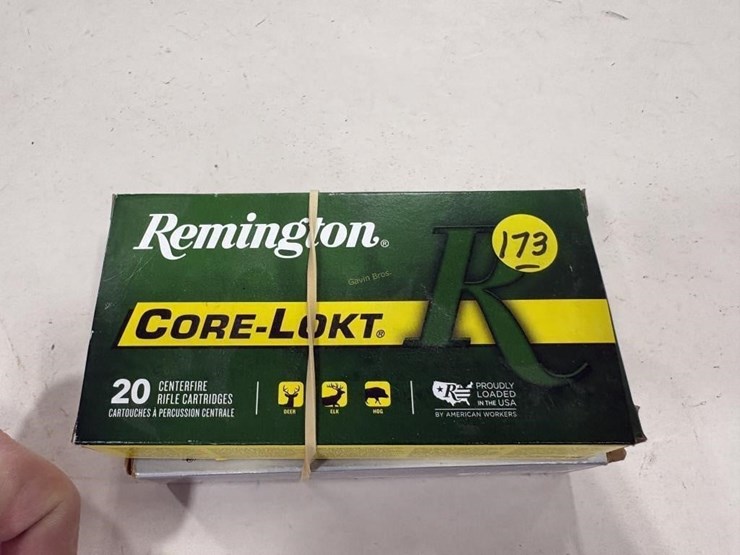 Remington®
173
Gavin Bros.
CORE-LOKT®
20 CENTERFIRE
RIFLE CARTRIDGES
CARTOUCHES À PERCUSSION CENTRALE
DEER ELK HOG
R PROUDLY
LOADED
IN THE USA
BY AMERICAN WORKERS